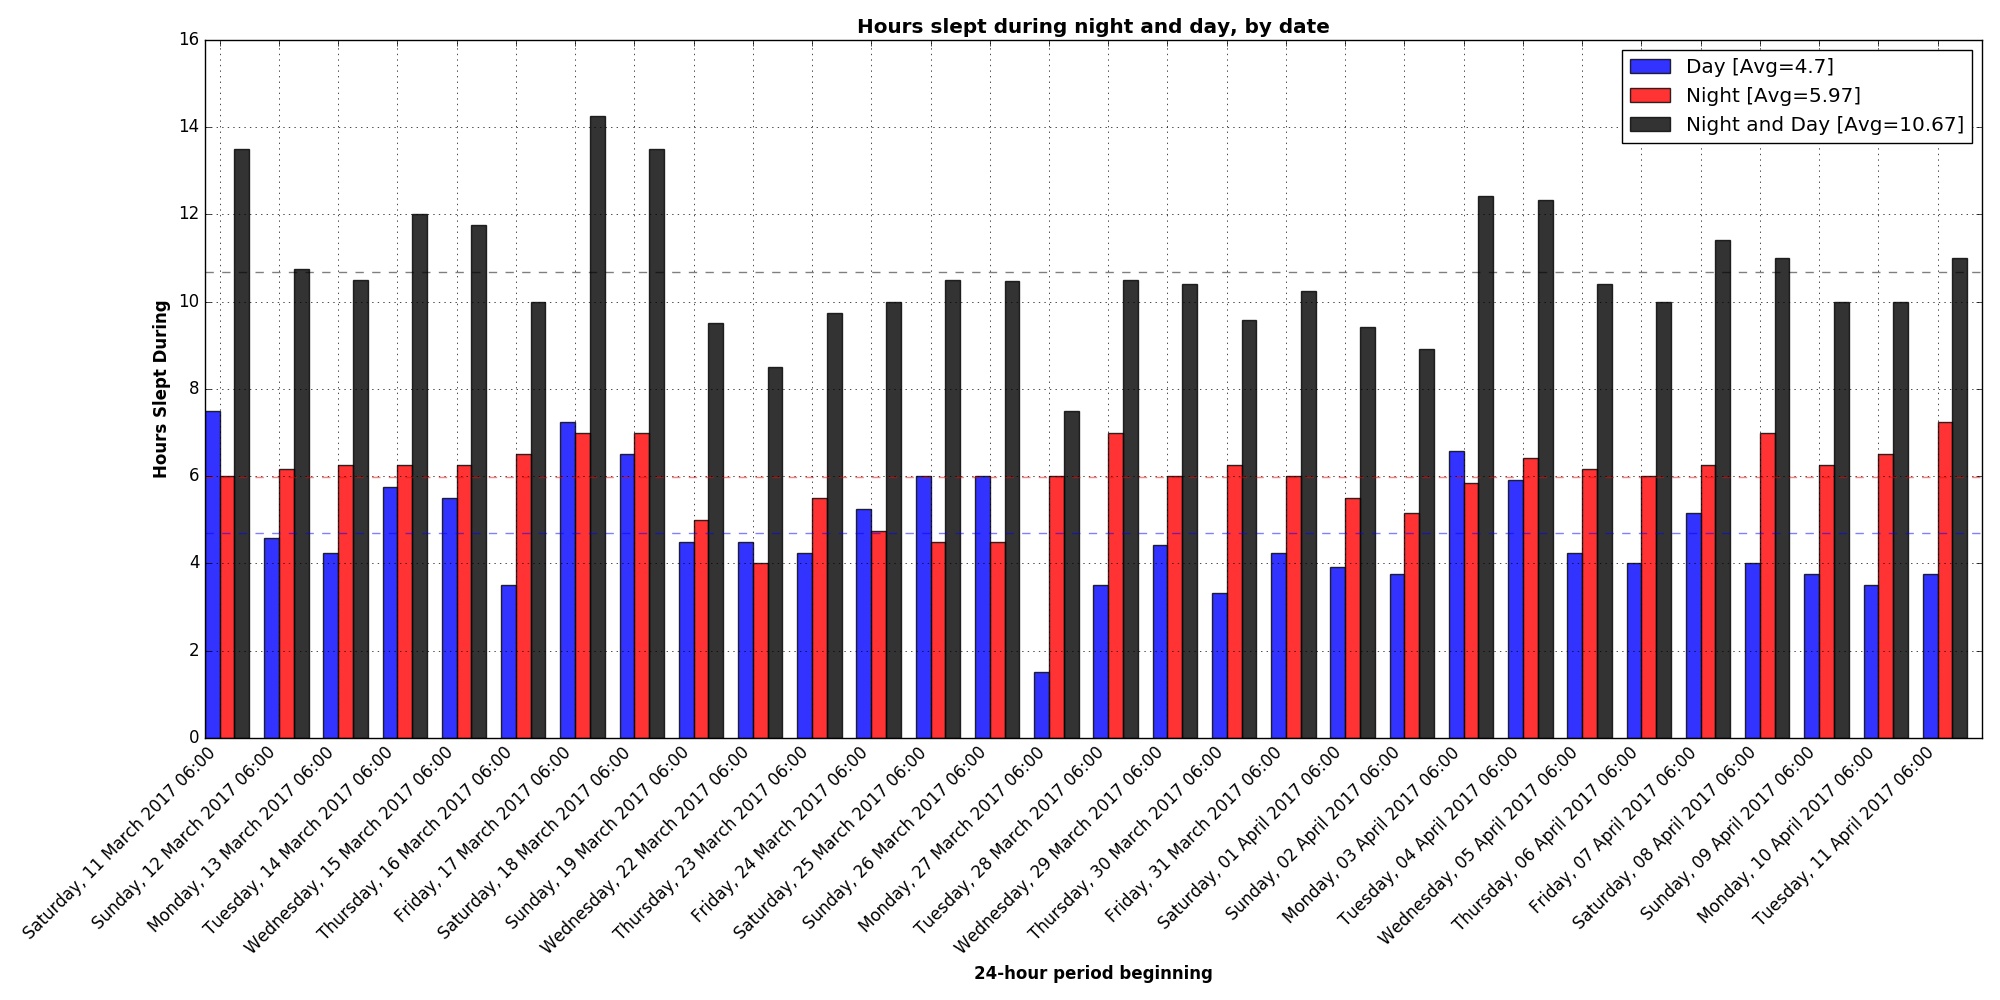 Hours slept during night and day, by date
Day [Avg=4.7]
Night [Avg=5.97]
Night and Day [Avg=10.67]
Hours Slept During
16
14
12
10
8
6
4
2
0
Saturday, 11 March 2017 06:00
Sunday, 12 March 2017 06:00
Monday, 13 March 2017 06:00
Tuesday, 14 March 2017 06:00
Wednesday, 15 March 2017 06:00
Thursday, 16 March 2017 06:00
Friday, 17 March 2017 06:00
Saturday, 18 March 2017 06:00
Sunday, 19 March 2017 06:00
Wednesday, 22 March 2017 06:00
Thursday, 23 March 2017 06:00
Friday, 24 March 2017 06:00
Saturday, 25 March 2017 06:00
Sunday, 26 March 2017 06:00
Monday, 27 March 2017 06:00
Tuesday, 28 March 2017 06:00
Wednesday, 29 March 2017 06:00
Thursday, 30 March 2017 06:00
Friday, 31 March 2017 06:00
Saturday, 01 April 2017 06:00
Sunday, 02 April 2017 06:00
Monday, 03 April 2017 06:00
Tuesday, 04 April 2017 06:00
Wednesday, 05 April 2017 06:00
Thursday, 06 April 2017 06:00
Friday, 07 April 2017 06:00
Saturday, 08 April 2017 06:00
Sunday, 09 April 2017 06:00
Monday, 10 April 2017 06:00
Tuesday, 11 April 2017 06:00
24-hour period beginning